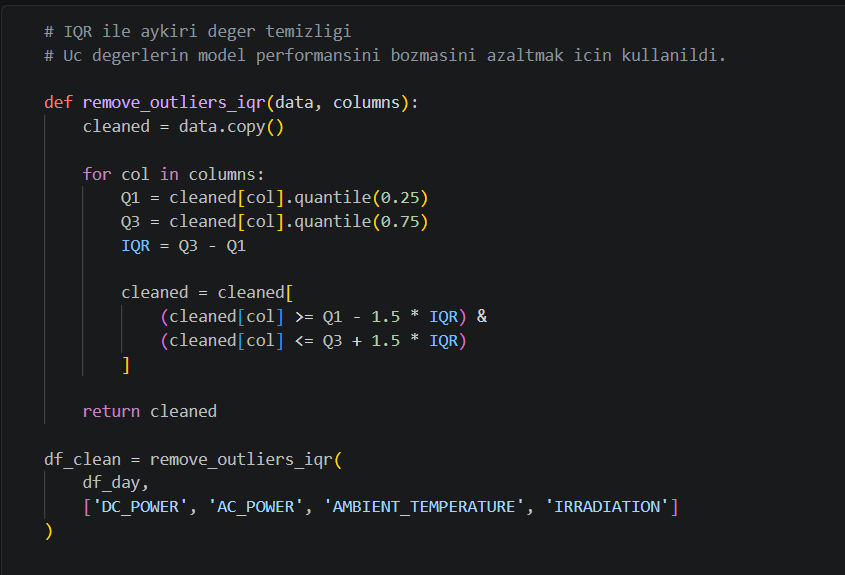 # IQR ile aykiri deger temizligi
# Uc degerlerin model performansini bozmasini azaltmak icin kullanildi.
def remove_outliers_iqr(data, columns):
cleaned = data.copy()
for col in columns:
Q1 = cleaned[col].quantile(0.25)
Q3 = cleaned[col].quantile(0.75)
IQR = Q3 - Q1
cleaned = cleaned[
(cleaned[col] >= Q1 - 1.5 * IQR) &
(cleaned[col] <= Q3 + 1.5 * IQR)
]
return cleaned
df_clean = remove_outliers_iqr(
df_day,
['DC_POWER', 'AC_POWER', 'AMBIENT_TEMPERATURE', 'IRRADIATION']
)